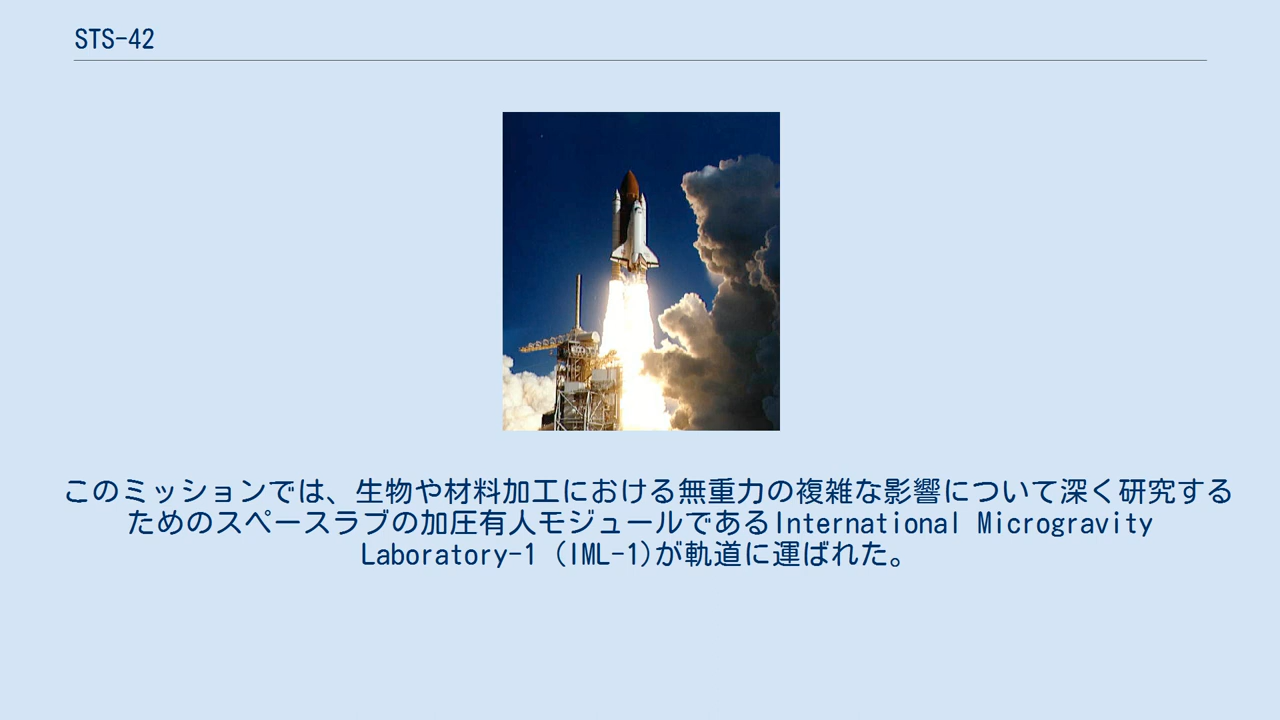 STS-42
このミッションでは、生物や材料加工における無重力の複雑な影響について深く研究する
ためのスペースラブの加圧有人モジュールであるInternational Microgravity
Laboratory-1 (IML-1)が軌道に運ばれた。